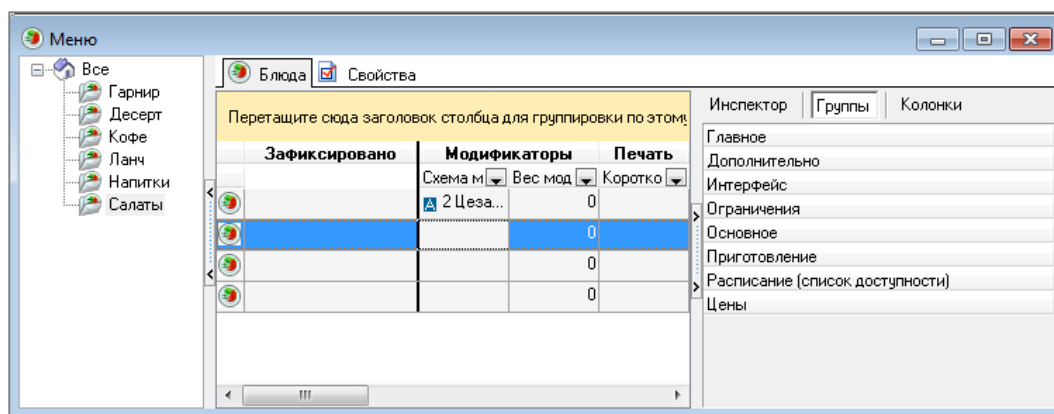 Меню
Все
Гарнир
Десерт
Кофе
Ланч
Напитки
Салаты
Блюда Свойства
Перетащите сюда заголовок столбца для группировки по этому
Зафиксировано Модификаторы Печать
Схема м Вес мод Коротко
2 Цеза... 0
0
0
0
Инспектор Группы Колонки
Главное
Дополнительно
Интерфейс
Ограничения
Основное
Приготовление
Расписание (список доступности)
Цены